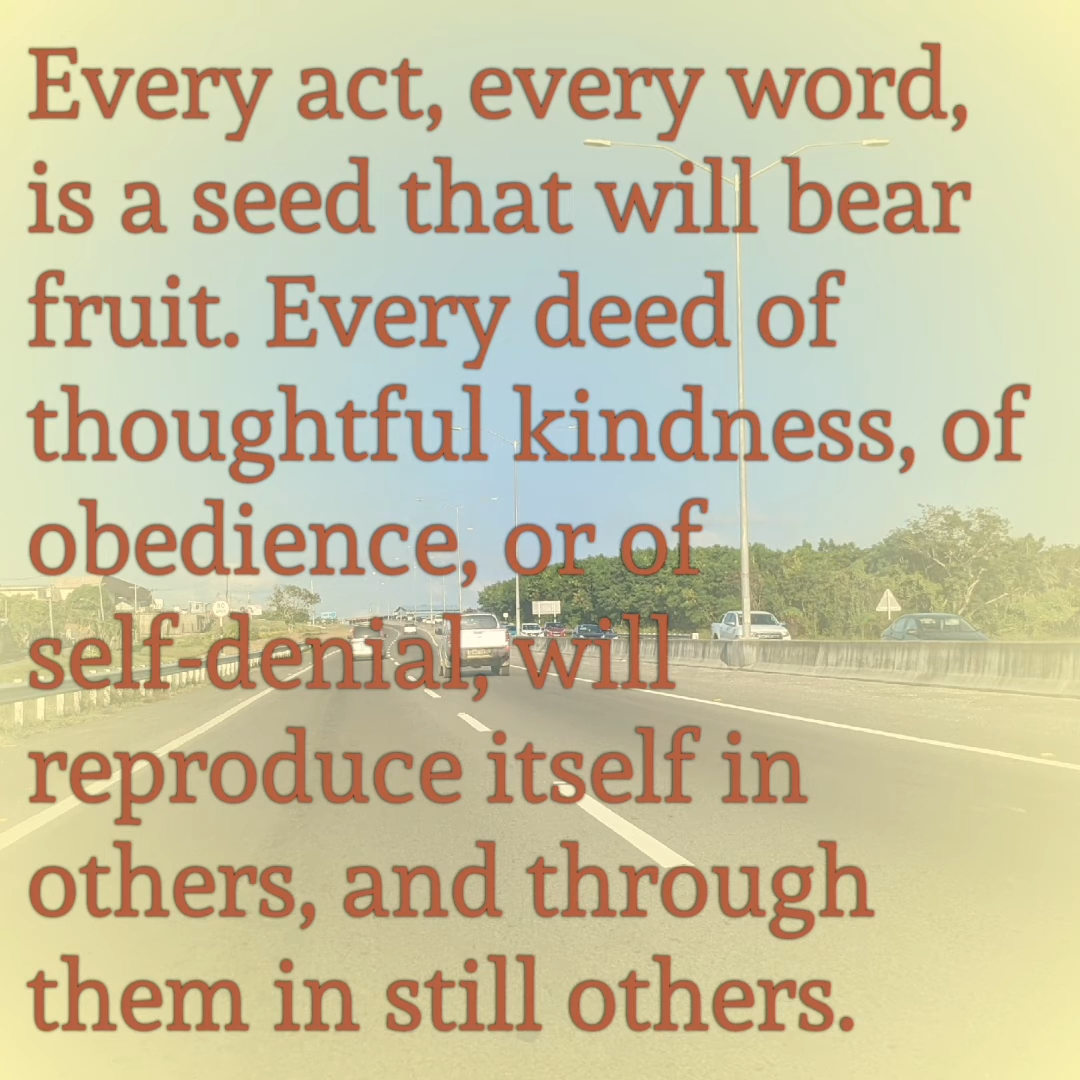 Every act, every word,
is a seed that will bear
fruit. Every deed of
thoughtful kindness, of
obedience, or of
self-denial, will
reproduce itself in
others, and through
them in still others.